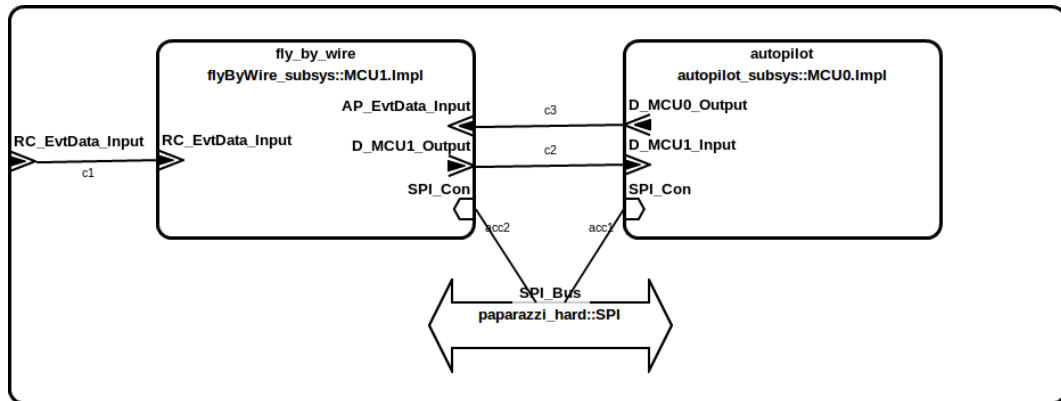 fly_by_wire
flyByWire_subsys::MCU1.Impl
autopilot
autopilot_subsys::MCU0.Impl
AP_EvtData_Input
c3
D_MCU0_Output
RC_EvtData_Input
RC_EvtData_Input
c1
D_MCU1_Output
c2
D_MCU1_Input
SPI_Con
SPI_Con
acc2
acc1
SPI_Bus
paparazzi_hard::SPI